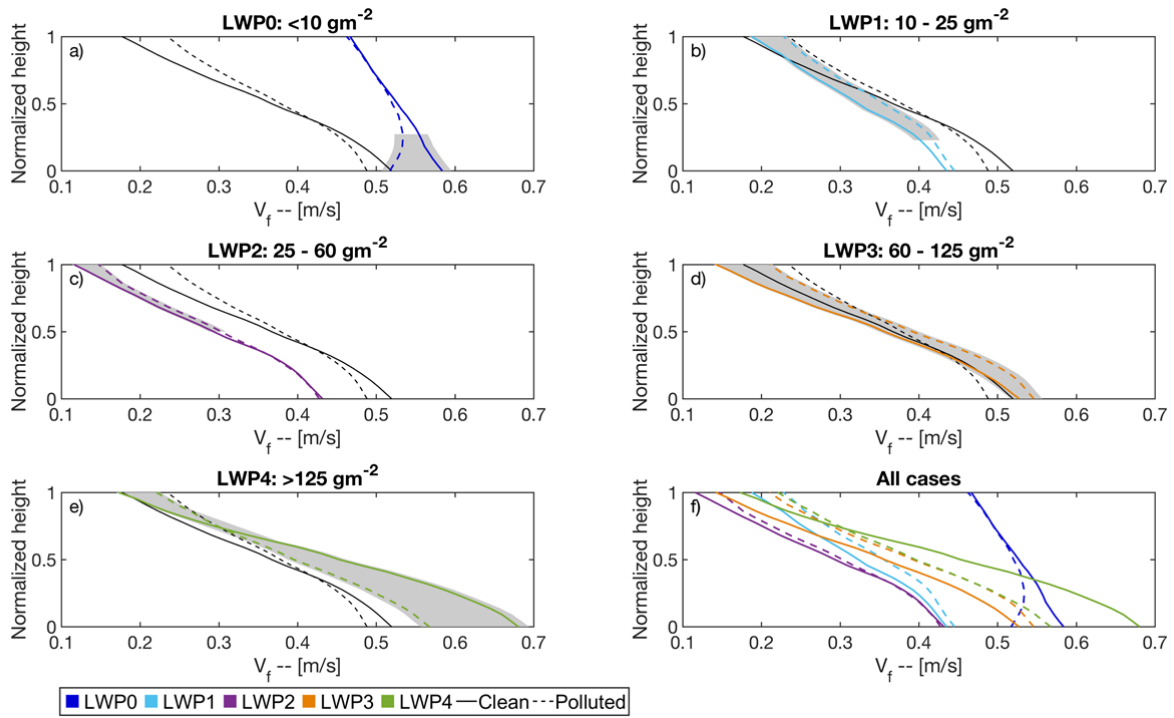 LWP0: <10 gm-2
a)
Normalized height
1
0.5
0
0.1 0.2 0.3 0.4 0.5 0.6 0.7
Vf -- [m/s]
LWP1: 10 - 25 gm-2
b)
Normalized height
1
0.5
0
0.1 0.2 0.3 0.4 0.5 0.6 0.7
Vf -- [m/s]
LWP2: 25 - 60 gm-2
c)
Normalized height
1
0.5
0
0.1 0.2 0.3 0.4 0.5 0.6 0.7
Vf -- [m/s]
LWP3: 60 - 125 gm-2
d)
Normalized height
1
0.5
0
0.1 0.2 0.3 0.4 0.5 0.6 0.7
Vf -- [m/s]
LWP4: >125 gm-2
e)
Normalized height
1
0.5
0
0.1 0.2 0.3 0.4 0.5 0.6 0.7
Vf -- [m/s]
All cases
f)
Normalized height
1
0.5
0
0.1 0.2 0.3 0.4 0.5 0.6 0.7
Vf -- [m/s]
LWP0 LWP1 LWP2 LWP3 LWP4 Clean Polluted